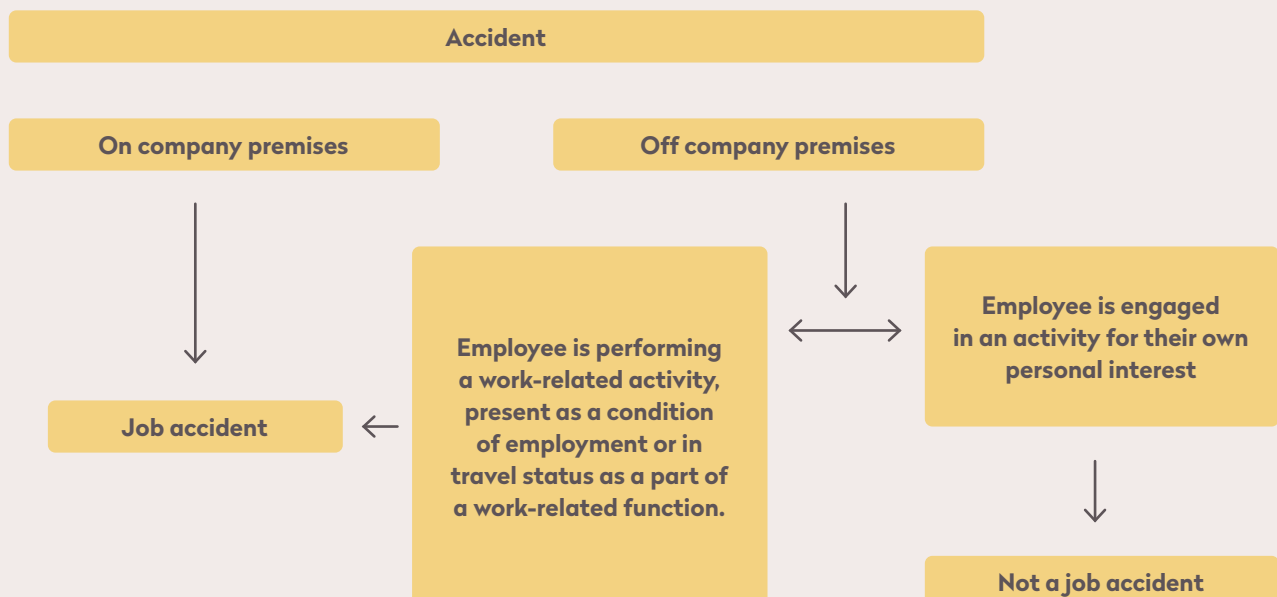 Accident
On company premises
Off company premises
Employee is performing
a work-related activity,
present as a condition
of employment or in
travel status as a part of
a work-related function.
Employee is engaged
in an activity for their own
personal interest
Job accident
Not a job accident